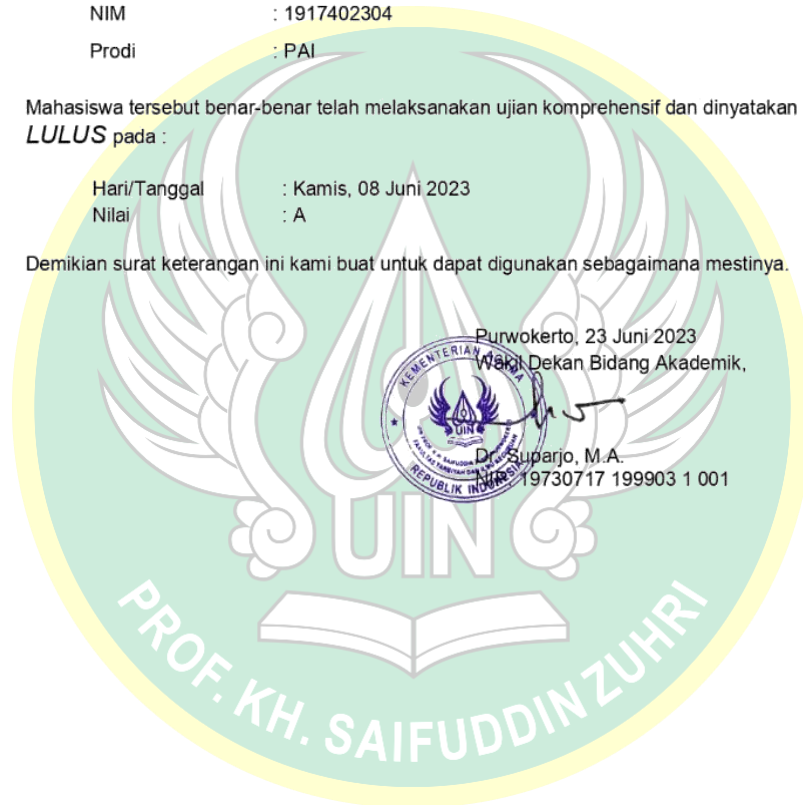 NIM : 1917402304
Prodi : PAI
Mahasiswa tersebut benar-benar telah melaksanakan ujian komprehensif dan dinyatakan
LULUS pada :
Hari/Tanggal : Kamis, 08 Juni 2023
Nilai : A
Demikian surat keterangan ini kami buat untuk dapat digunakan sebagaimana mestinya.
Purwokerto, 23 Juni 2023
Wakil Dekan Bidang Akademik,
KEMENTERIAN AGAMA
UIN
REPUBLIK INDONESIA
Dr. Suparjo, M.A.
NIP. 19730717 199903 1 001
UIN
PROF. KH. SAIFUDDIN ZUHRI